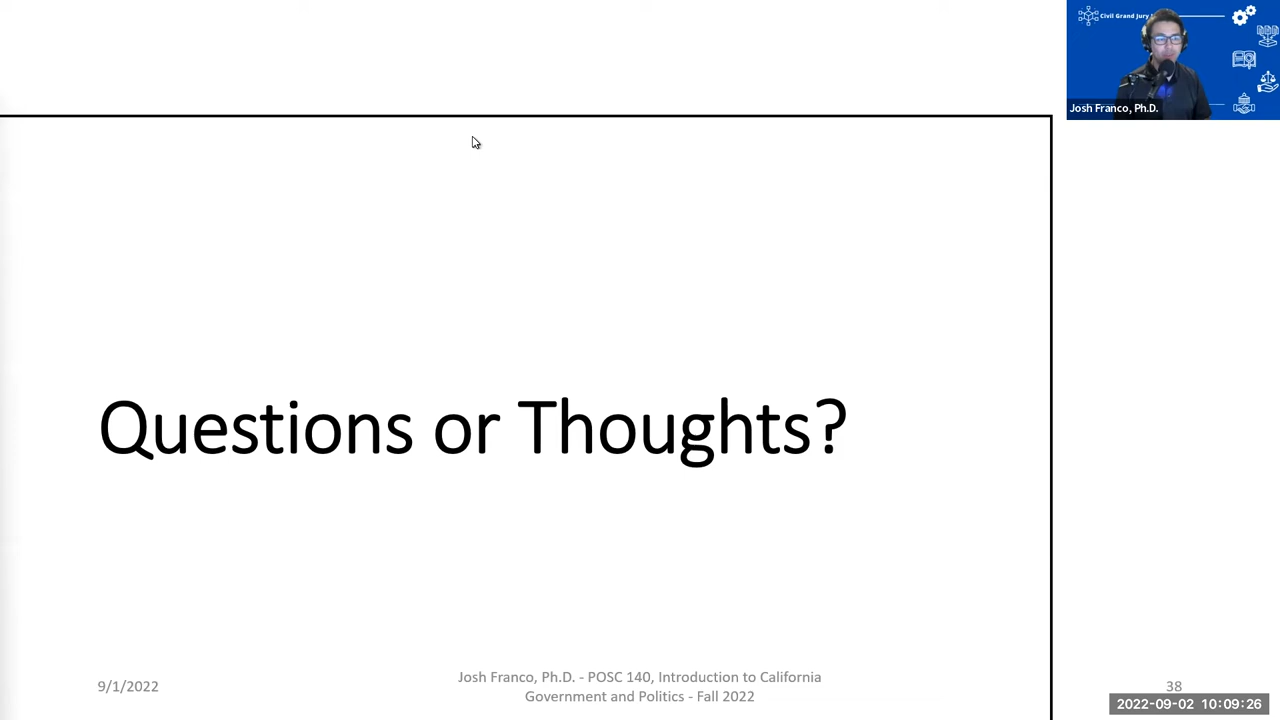 Civil Grand Jury
Josh Franco, Ph.D.
Questions or Thoughts?
9/1/2022
Josh Franco, Ph.D. - POSC 140, Introduction to California
Government and Politics - Fall 2022
38
2022-09-02 10:09:26